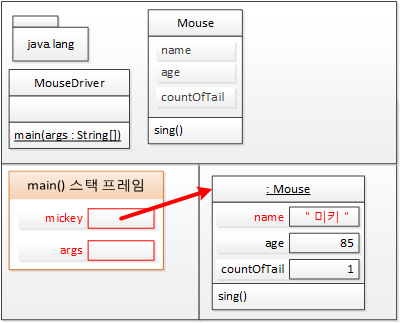 java.lang
MouseDriver
main(args : String[])
Mouse
name
age
countOfTail
sing()
main() 스택 프레임
mickey
args
: Mouse
name " 미키 "
age 85
countOfTail 1
sing()